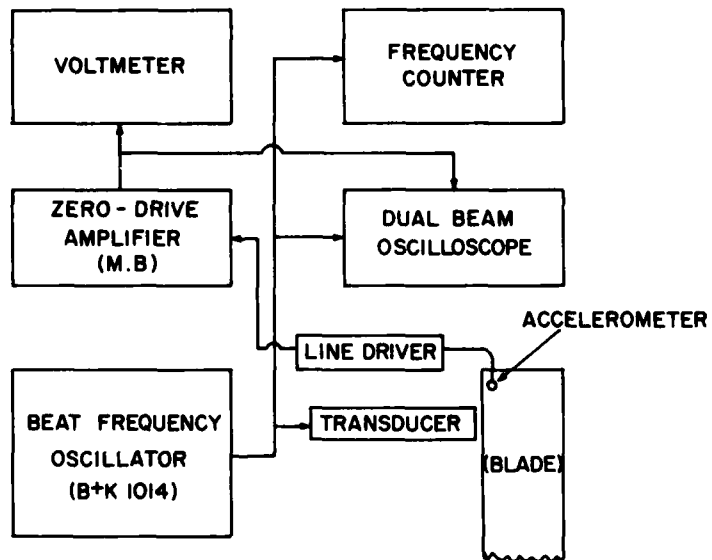 VOLTMETER
FREQUENCY
COUNTER
ZERO-DRIVE
AMPLIFIER
(M.B)
DUAL BEAM
OSCILLOSCOPE
ACCELEROMETER
LINE DRIVER
BEAT FREQUENCY
OSCILLATOR
(B+K 1014)
TRANSDUCER
(BLADE)